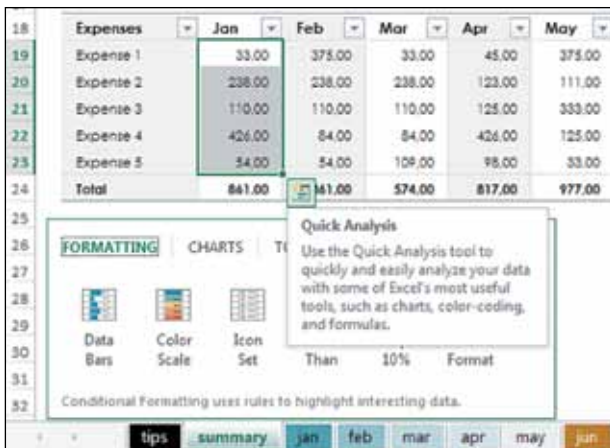 18 Expenses Jan Feb Mar Apr May
19 Expense 1 33.00 375.00 33.00 45.00 375.00
20 Expense 2 238.00 238.00 238.00 123.00 111.00
21 Expense 3 110.00 110.00 110.00 125.00 333.00
22 Expense 4 426.00 84.00 84.00 426.00 125.00
23 Expense 5 54.00 54.00 109.00 98.00 33.00
24 Total 861.00 861.00 574.00 817.00 977.00
25
26
27
28
29
30
31
32
FORMATTING CHARTS
Quick Analysis
Use the Quick Analysis tool to
quickly and easily analyze your data
with some of Excel's most useful
tools, such as charts, color-coding,
and formulas.
Data Color Icon
Bars Scale Set Than 10% Format
Conditional Formatting uses rules to highlight interesting data.
tips summary jan feb mar apr may jun